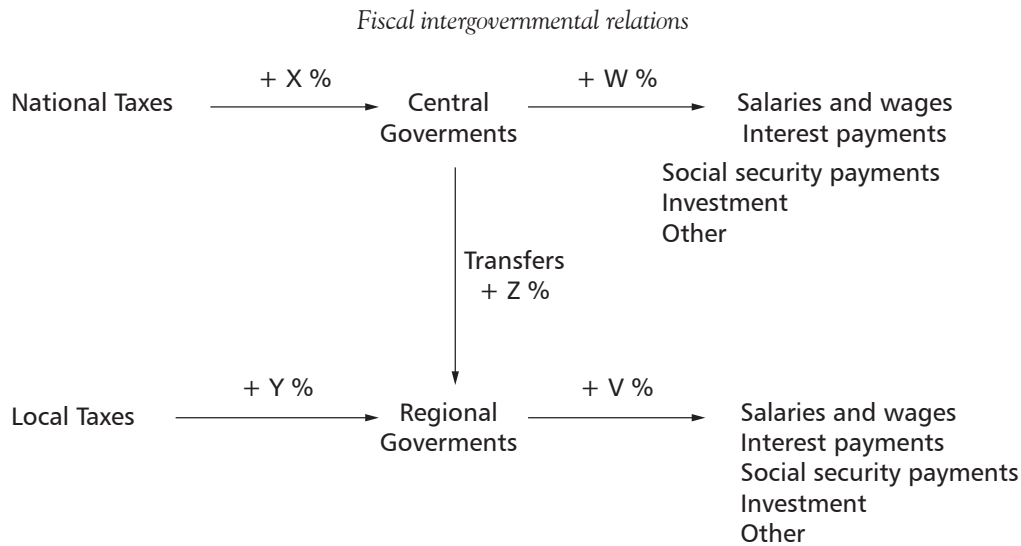 Fiscal intergovernmental relations
+ X %
+ W %
National Taxes
Central
Goverments
Salaries and wages
Interest payments
Social security payments
Investment
Other
Transfers
+ Z %
+ Y %
+ V %
Local Taxes
Regional
Goverments
Salaries and wages
Interest payments
Social security payments
Investment
Other